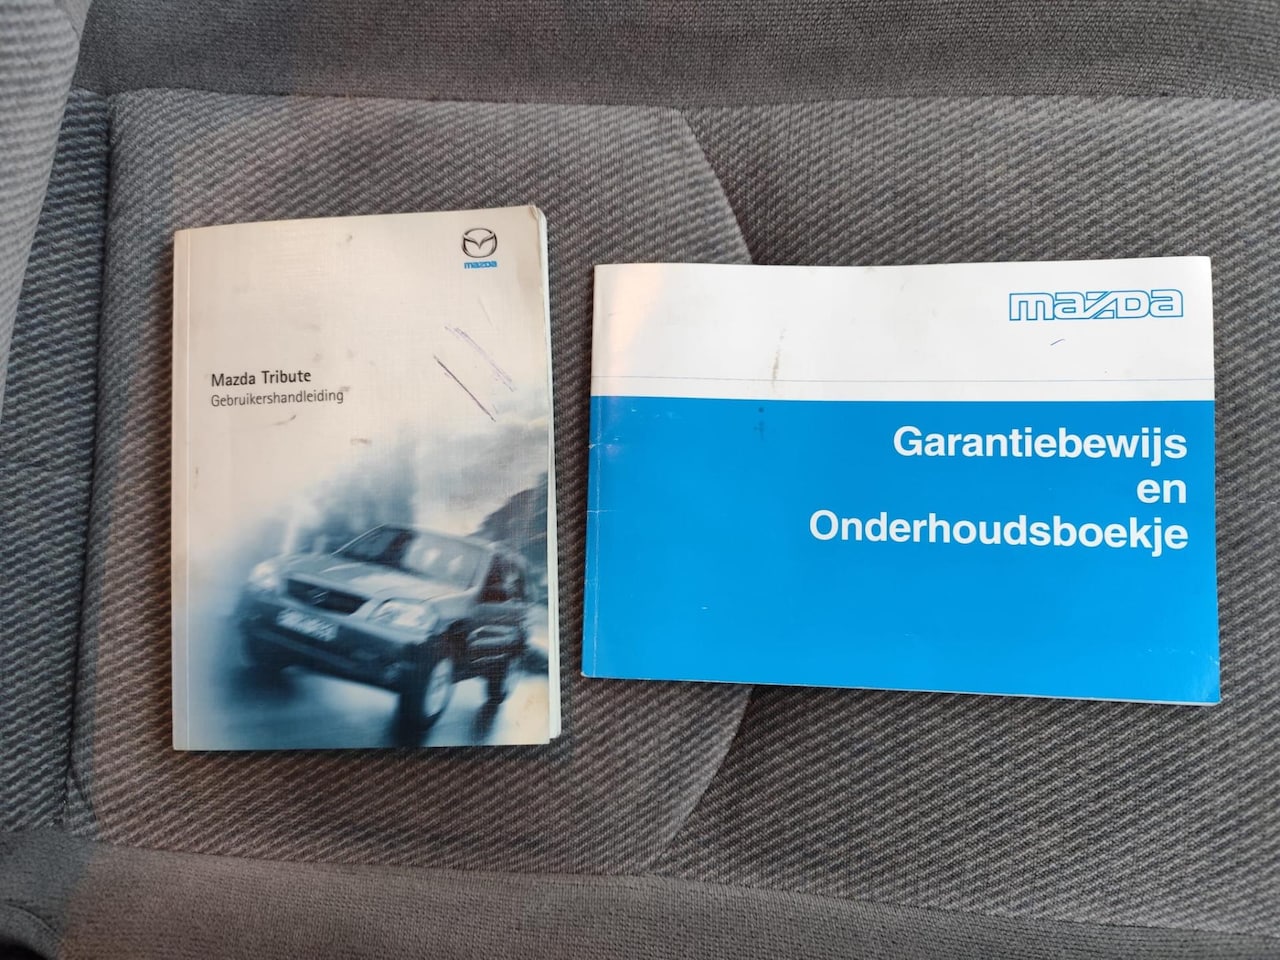 mazda
Mazda Tribute
Gebruikershandleiding
mazda
Garantiebewijs
en
Onderhoudsboekje